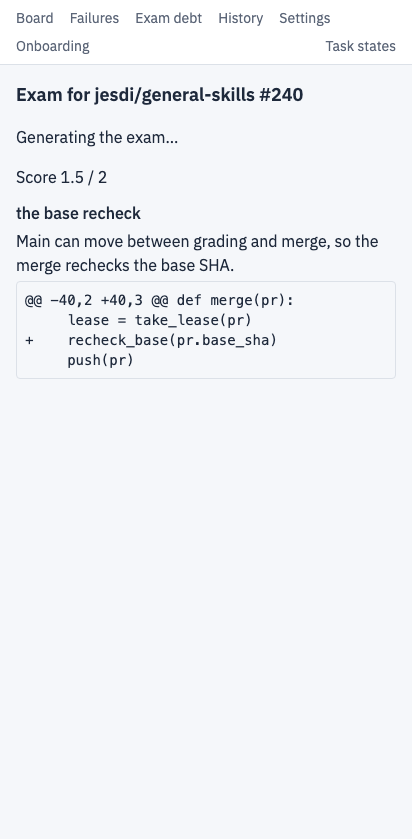 Board Failures Exam debt History Settings
Onboarding Task states
Exam for jesdi/general-skills #240
Generating the exam...
Score 1.5 / 2
the base recheck
Main can move between grading and merge, so the
merge rechecks the base SHA.
@@ -40,2 +40,3 @@ def merge(pr):
     lease = take_lease(pr)
+    recheck_base(pr.base_sha)
     push(pr)